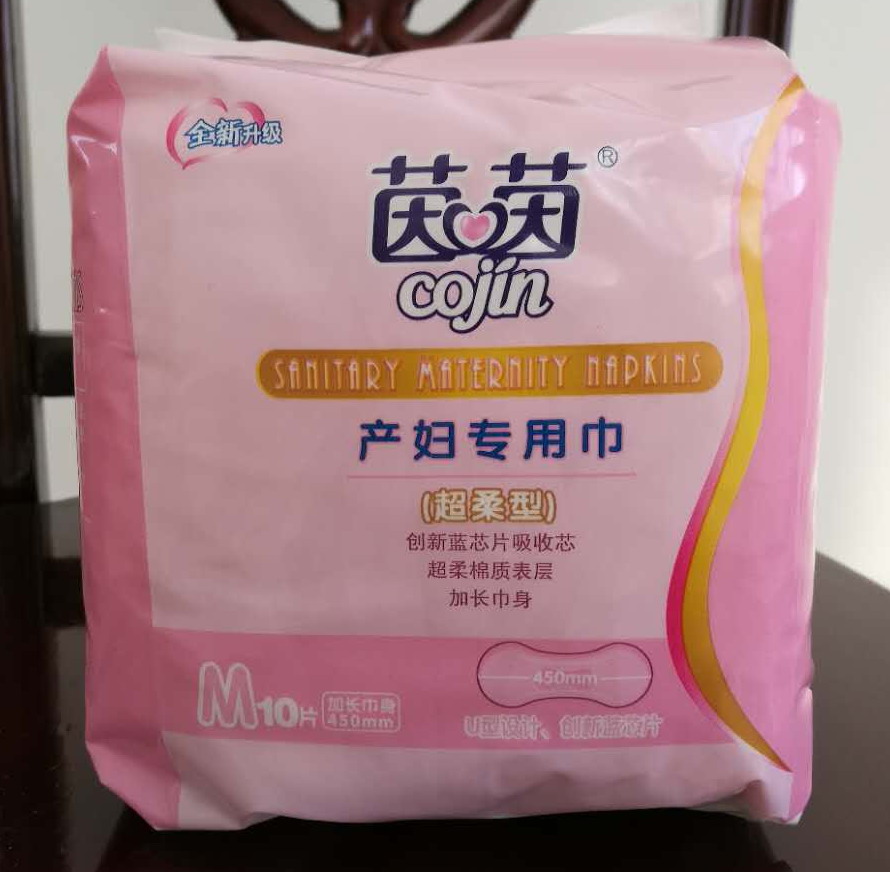 全新升级
茵茵®
cojin
SANITARY MATERNITY NAPKINS
产妇专用巾
(超柔型)
创新蓝芯片吸收芯
超柔棉质表层
加长巾身
M10片 加长巾身
450mm
450mm
U型设计、创新蓝芯片